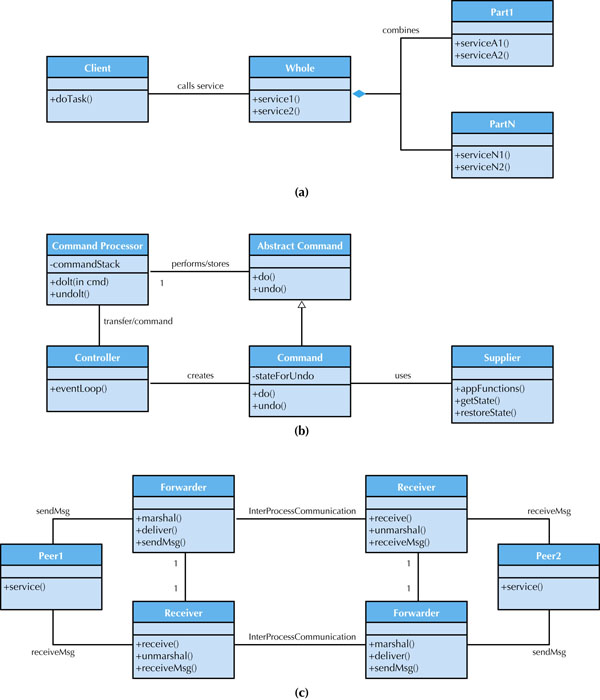 Client
+doTask()
calls service
Whole
+service1()
+service2()
combines
Part1
+serviceA1()
+serviceA2()
PartN
+serviceN1()
+serviceN2()
(a)
Command Processor
-commandStack
+doIt(in cmd)
+undoIt()
performs/stores
1
Abstract Command
+do()
+undo()
transfer/command
Controller
+eventLoop()
creates
Command
-stateForUndo
+do()
+undo()
uses
Supplier
+appFunctions()
+getState()
+restoreState()
(b)
Forwarder
+marshal()
+deliver()
+sendMsg()
InterProcessCommunication
Receiver
+receive()
+unmarshal()
+receiveMsg()
sendMsg
receiveMsg
Peer1
+service()
1
1
1
1
Peer2
+service()
receiveMsg
Receiver
+receive()
+unmarshal()
+receiveMsg()
InterProcessCommunication
Forwarder
+marshal()
+deliver()
+sendMsg()
sendMsg
(c)